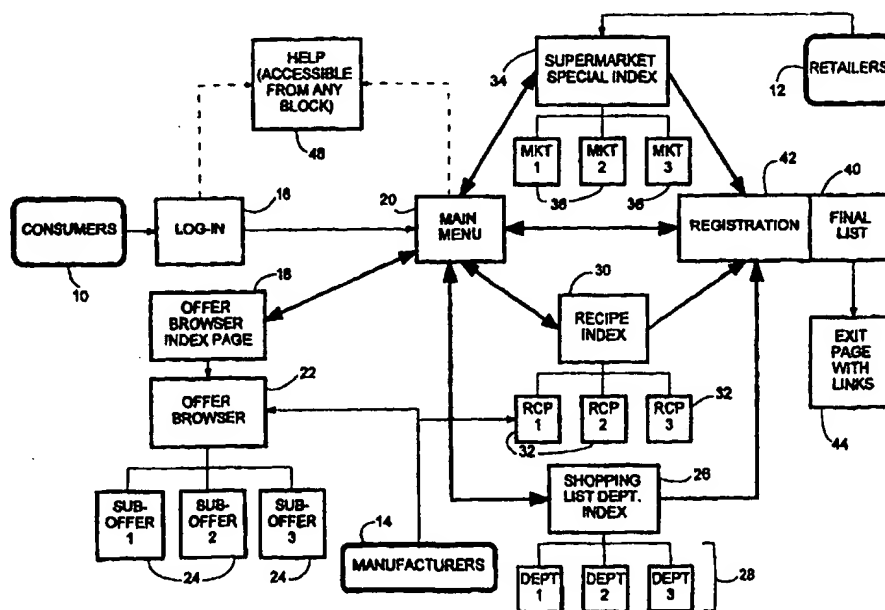 HELP
(ACCESSIBLE
FROM ANY
BLOCK)
48
34
SUPERMARKET
SPECIAL INDEX
12
RETAILERS
MKT
1
MKT
2
MKT
3
36
36
CONSUMERS
10
16
LOG-IN
20
MAIN
MENU
42
REGISTRATION
40
FINAL
LIST
18
OFFER
BROWSER
INDEX PAGE
30
RECIPE
INDEX
EXIT
PAGE
WITH
LINKS
44
22
OFFER
BROWSER
RCP
1
RCP
2
RCP
3
32
32
SUB-
OFFER
1
SUB-
OFFER
2
SUB-
OFFER
3
24
24
14
MANUFACTURERS
SHOPPING
LIST DEPT.
INDEX
26
DEPT
1
DEPT
2
DEPT
3
28